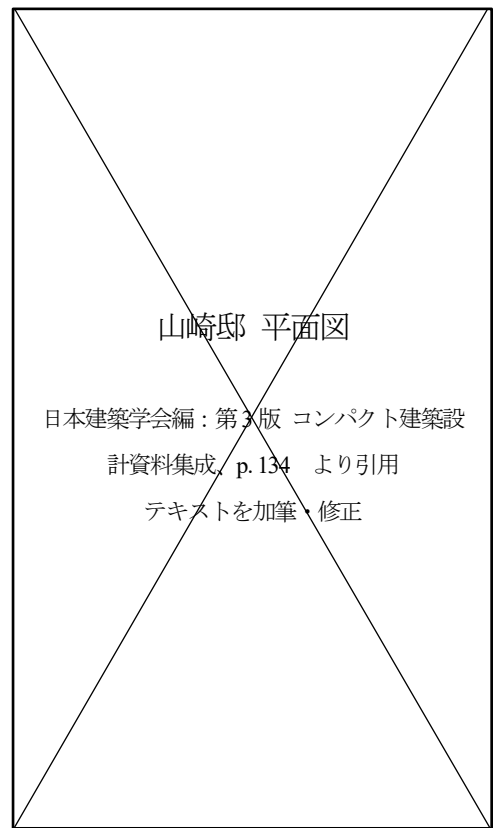 山崎邸 平面図
日本建築学会編：第3版 コンパクト建築設
計資料集成、p. 134　より引用
テキストを加筆・修正